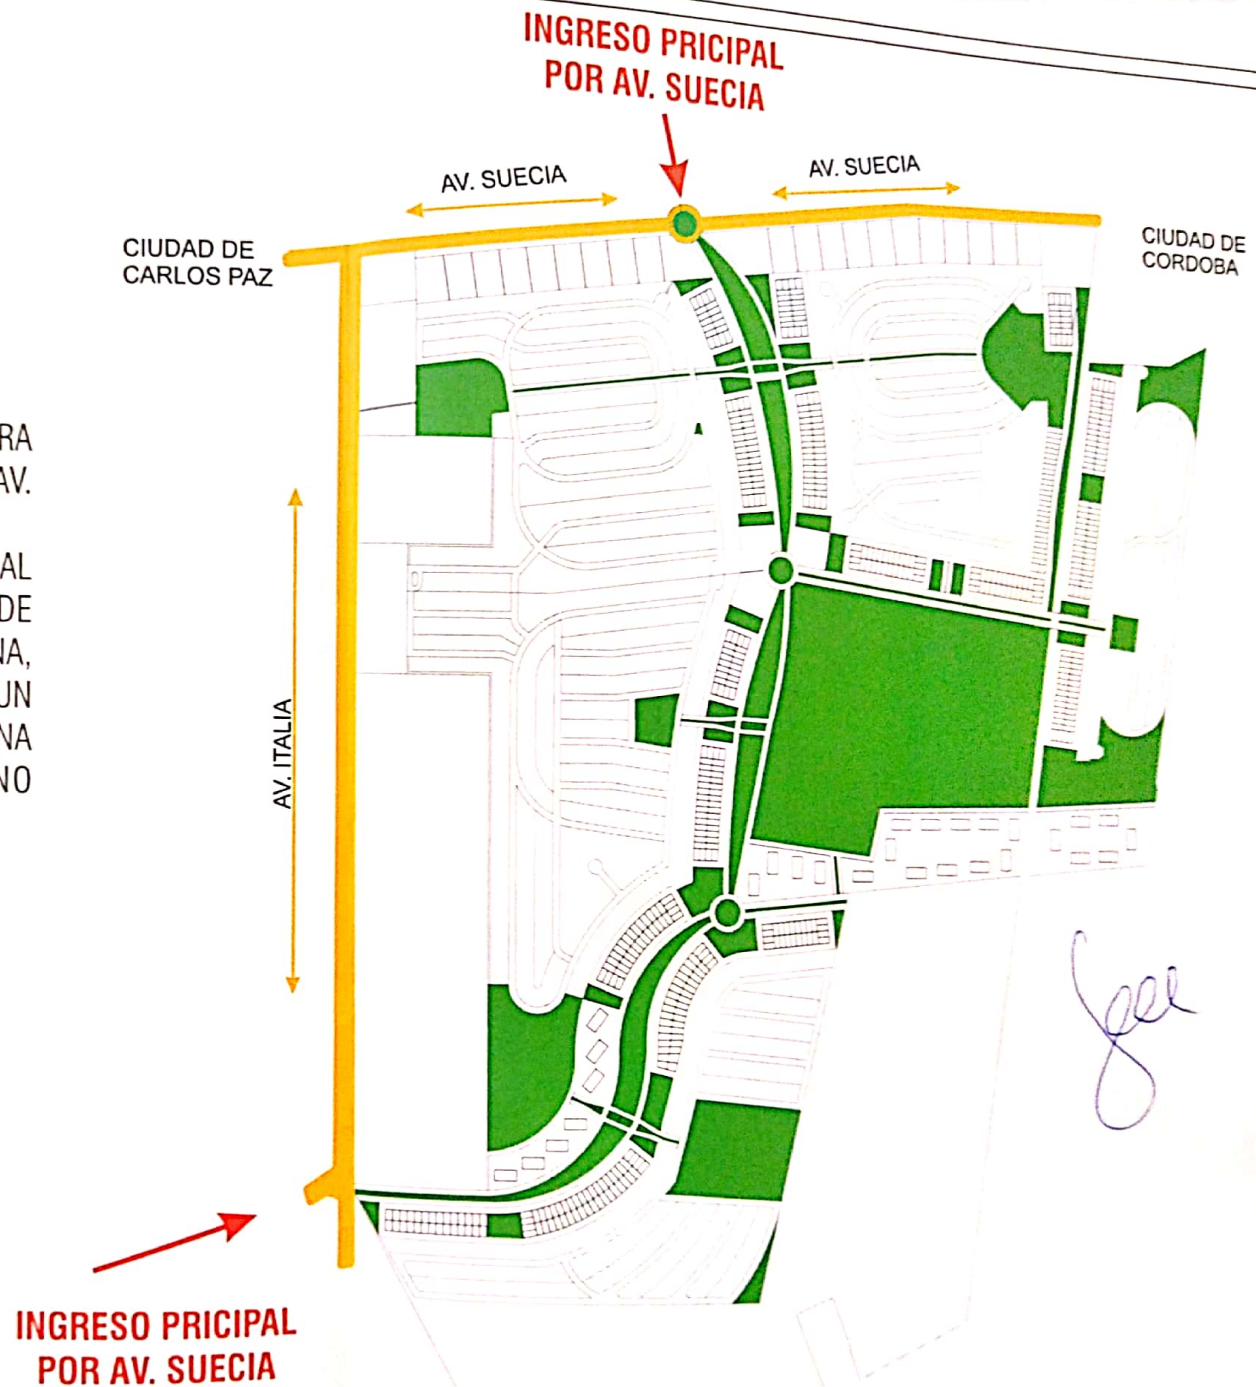 INGRESO PRICIPAL
POR AV. SUECIA
AV. SUECIA
AV. SUECIA
CIUDAD DE
CARLOS PAZ
CIUDAD DE
CORDOBA
RA
AV.
AL
DE
NA,
UN
NA
NO
AV. ITALIA
INGRESO PRICIPAL
POR AV. SUECIA